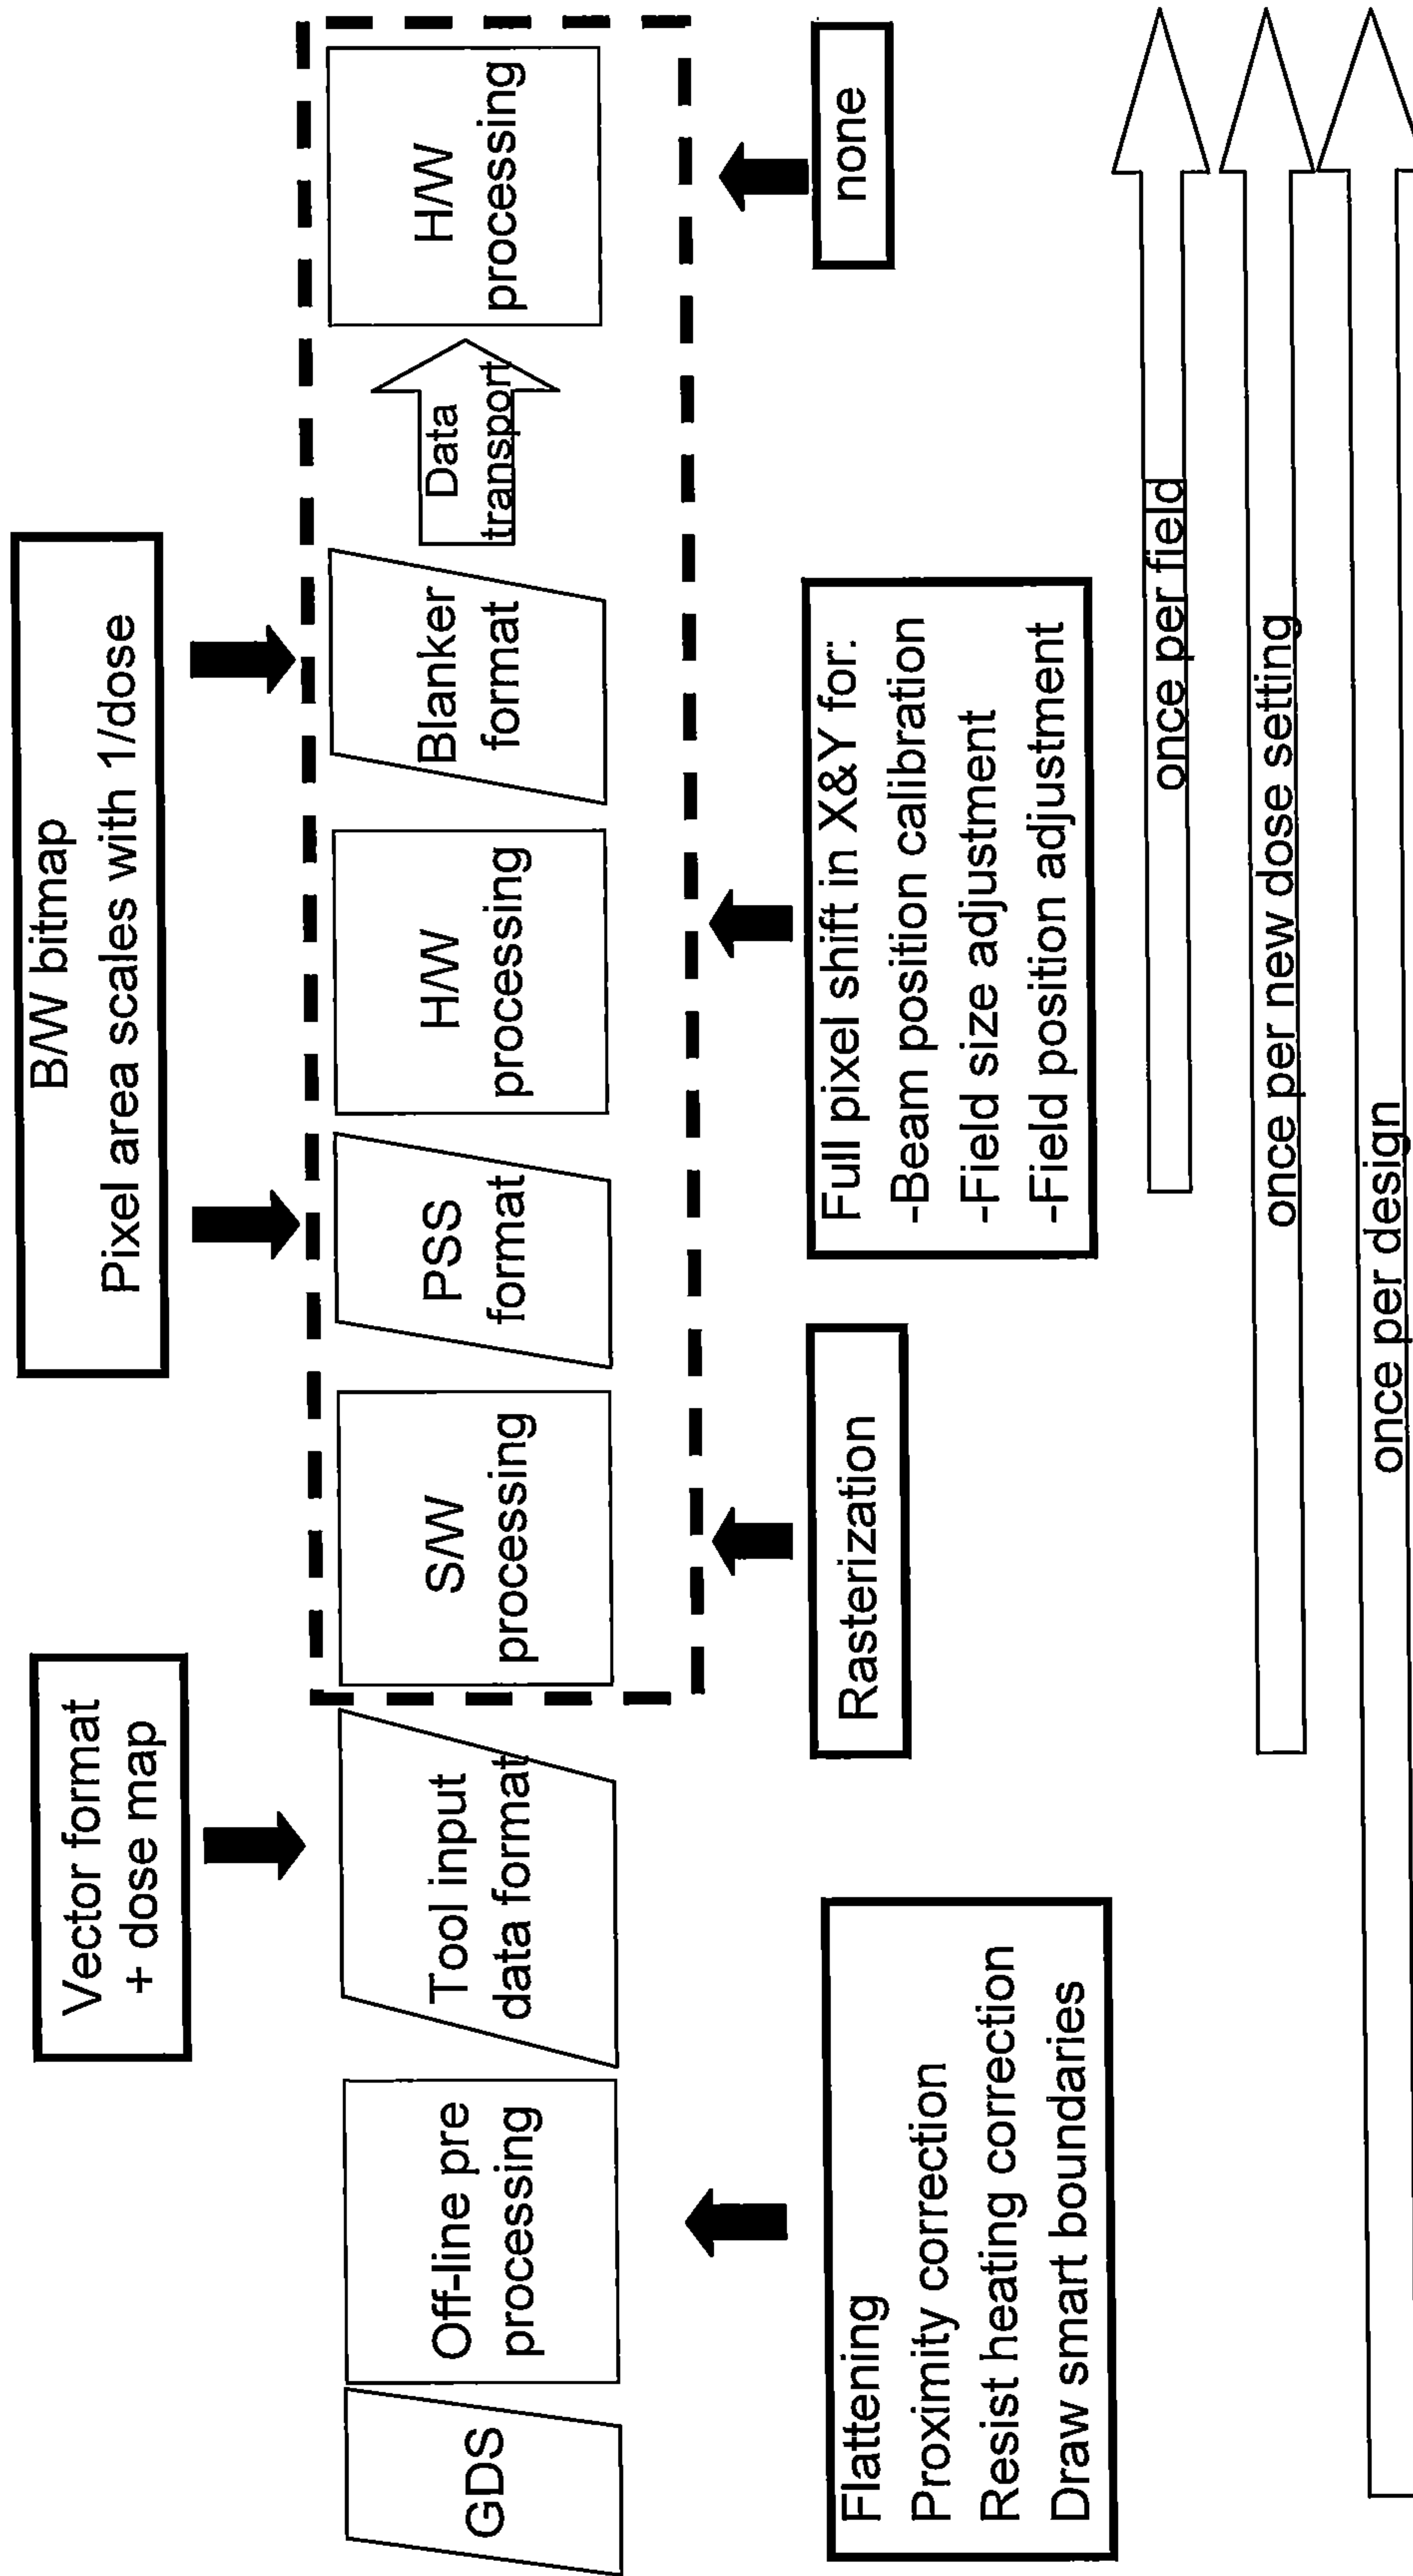 Vector format
+ dose map
B/W bitmap
Pixel area scales with 1/dose
GDS
Off-line pre
processing
Tool input
data format
S/W
processing
PSS
format
H/W
processing
Blanker
format
Data
transport
H/W
processing
Flattening
Proximity correction
Resist heating correction
Draw smart boundaries
Rasterization
Full pixel shift in X&Y for:
-Beam position calibration
-Field size adjustment
-Field position adjustment
none
once per field
once per new dose setting
once per design